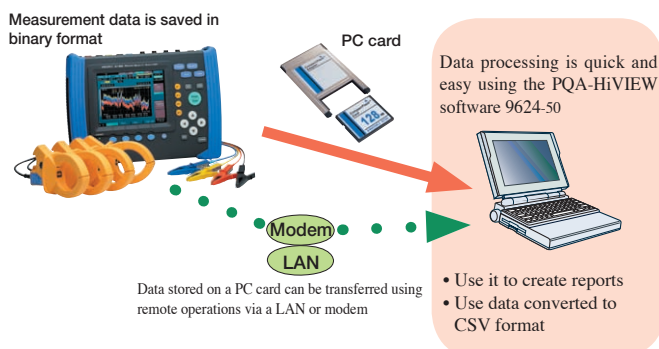 Measurement data is saved in
binary format
PC card
Data processing is quick and
easy using the PQA-HiVIEW
software 9624-50
128
Modem
LAN
Data stored on a PC card can be transferred using
remote operations via a LAN or modem
• Use it to create reports
• Use data converted to
CSV format